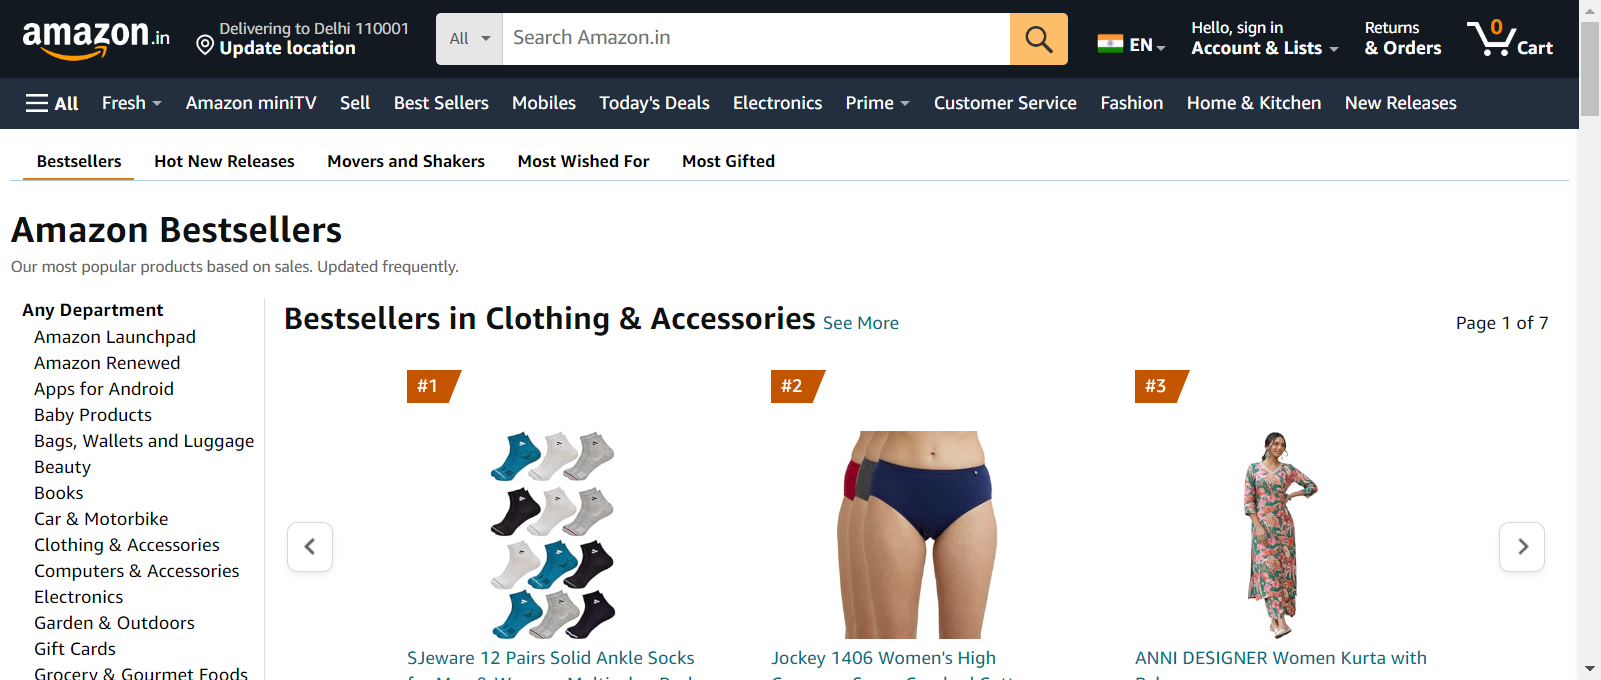 amazon.in
Delivering to Delhi 110001
Update location
All
Search Amazon.in
EN
Hello, sign in
Account & Lists
Returns
& Orders
0
Cart
All
Fresh
Amazon miniTV
Sell
Best Sellers
Mobiles
Today's Deals
Electronics
Prime
Customer Service
Fashion
Home & Kitchen
New Releases
Bestsellers
Hot New Releases
Movers and Shakers
Most Wished For
Most Gifted
Amazon Bestsellers
Our most popular products based on sales. Updated frequently.
Any Department
Amazon Launchpad
Amazon Renewed
Apps for Android
Baby Products
Bags, Wallets and Luggage
Beauty
Books
Car & Motorbike
Clothing & Accessories
Computers & Accessories
Electronics
Garden & Outdoors
Gift Cards
Grocery & Gourmet Foods
Bestsellers in Clothing & Accessories See More
Page 1 of 7
#1
SJeware 12 Pairs Solid Ankle Socks
#2
Jockey 1406 Women's High
#3
ANNI DESIGNER Women Kurta with